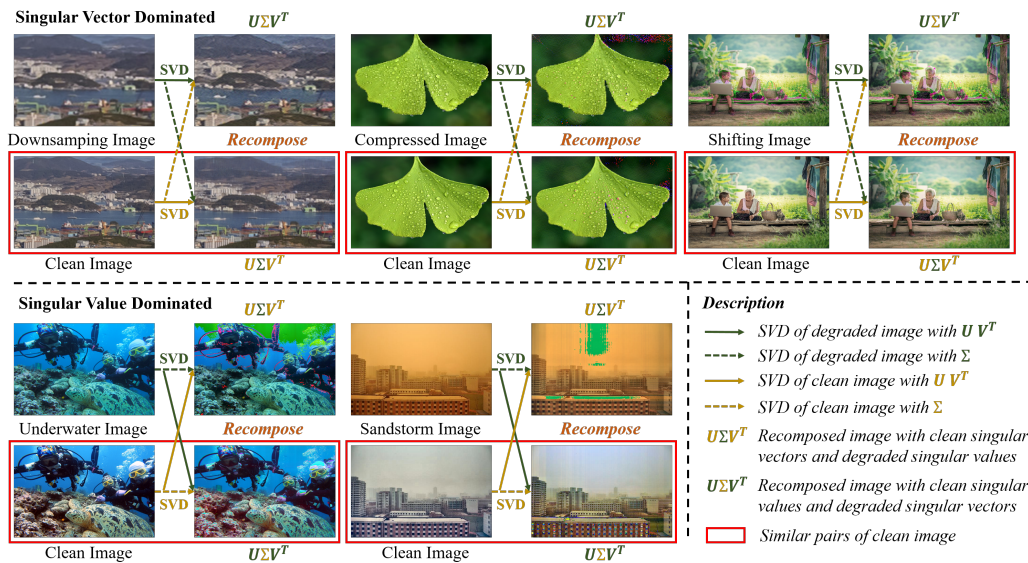 Singular Vector Dominated
UΣV^T
UΣV^T
UΣV^T
SVD
SVD
SVD
Downsamping Image
Recompose
Compressed Image
Recompose
Shifting Image
Recompose
SVD
SVD
SVD
Clean Image
UΣV^T
Clean Image
UΣV^T
Clean Image
UΣV^T
Singular Value Dominated
UΣV^T
UΣV^T
SVD
SVD
Underwater Image
Recompose
Sandstorm Image
Recompose
SVD
SVD
Clean Image
UΣV^T
Clean Image
UΣV^T
Description
SVD of degraded image with U V^T
SVD of degraded image with Σ
SVD of clean image with U V^T
SVD of clean image with Σ
UΣV^T Recomposed image with clean singular
vectors and degraded singular values
UΣV^T Recomposed image with clean singular
values and degraded singular vectors
Similar pairs of clean image